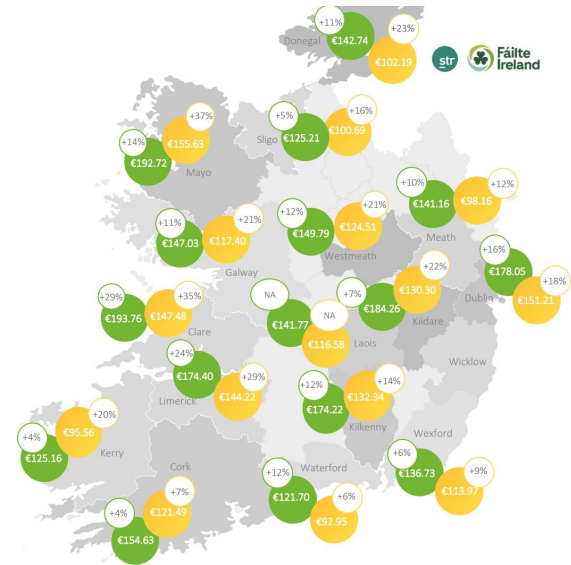 +11%
€142.74
+23%
€102.19
Donegal
str
Fáilte
Ireland
+5%
€125.21
+16%
€100.69
Sligo
+14%
€192.72
+37%
€155.63
Mayo
+10%
€141.16
+12%
€98.16
Meath
+11%
€147.03
+21%
€117.40
Galway
+12%
€149.79
+21%
€124.51
Westmeath
+16%
€178.05
+18%
€151.21
Dublin
+29%
€193.76
+35%
€147.48
Clare
NA
€141.77
NA
€116.58
Laois
+7%
€184.26
+22%
€130.30
Kildare
Wicklow
+24%
€174.40
+29%
€144.22
Limerick
+12%
€174.22
+14%
€132.34
Kilkenny
+4%
€125.16
+20%
€95.56
Kerry
+6%
€136.73
+9%
€113.97
Wexford
+4%
€154.63
+7%
€121.49
Cork
+12%
€121.70
+6%
€92.95
Waterford